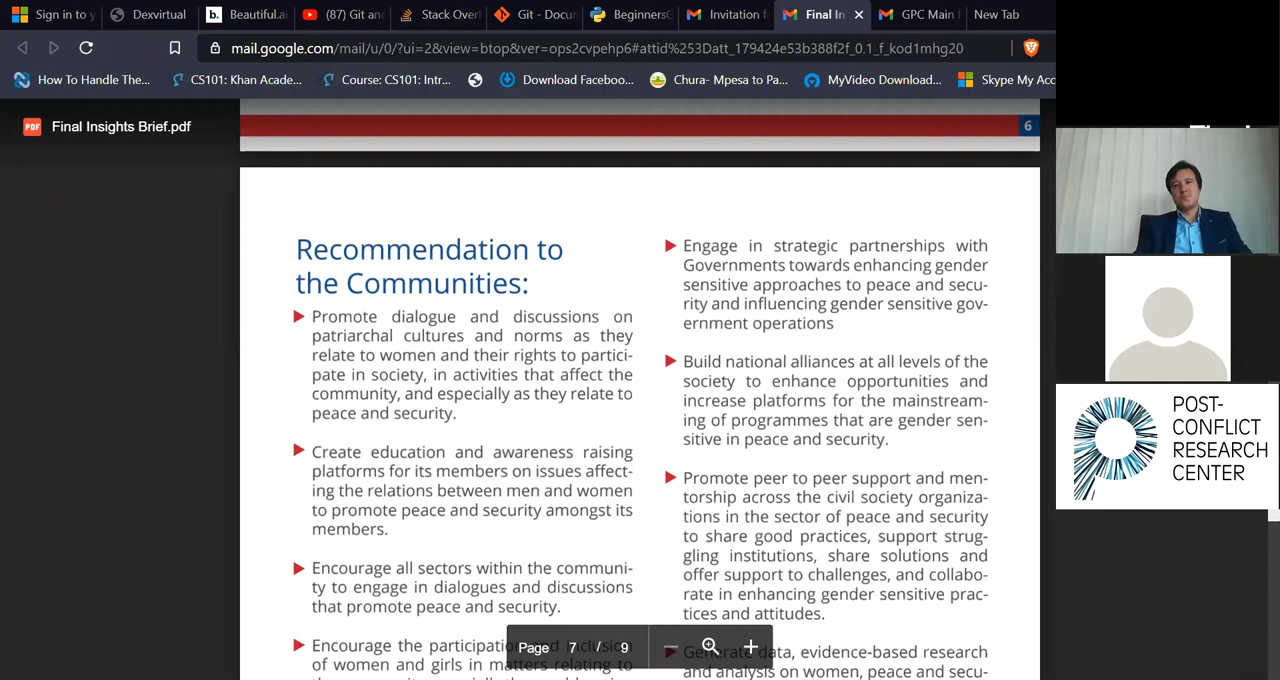 Sign in to y
Dexvirtual
Beautiful.a
(87) Git an
Stack Over
Git - Docu
Beginners
Invitation f
Final In
GPC Main
New Tab
mail.google.com/mail/u/0/?ui=2&view=btop&ver=ops2cvpehp6#attid%253Datt_179424e53b388f2f_0.1_f_kod1mhg20
How To Handle The...
CS101: Khan Acade...
Course: CS101: Intr...
Download Faceboo...
Chura- Mpesa to Pa...
MyVideo Download...
Skype My Acc
PDF
Final Insights Brief.pdf
6
Recommendation to
the Communities:
Promote dialogue and discussions on
patriarchal cultures and norms as they
relate to women and their rights to partici-
pate in society, in activities that affect the
community, and especially as they relate to
peace and security.
Create education and awareness raising
platforms for its members on issues affect-
ing the relations between men and women
to promote peace and security amongst its
members.
Encourage all sectors within the communi-
ty to engage in dialogues and discussions
that promote peace and security.
Encourage the participation and inclusion
of women and girls in matters relating to
Engage in strategic partnerships with
Governments towards enhancing gender
sensitive approaches to peace and secu-
rity and influencing gender sensitive gov-
ernment operations
Build national alliances at all levels of the
society to enhance opportunities and
increase platforms for the mainstream-
ing of programmes that are gender sen-
sitive in peace and security.
Promote peer to peer support and men-
torship across the civil society organiza-
tions in the sector of peace and security
to share good practices, support strug-
gling institutions, share solutions and
offer support to challenges, and collabo-
rate in enhancing gender sensitive prac-
tices and attitudes.
Generate data, evidence-based research
and analysis on women, peace and secu-
Page 7 / 9
POST-
CONFLICT
RESEARCH
CENTER